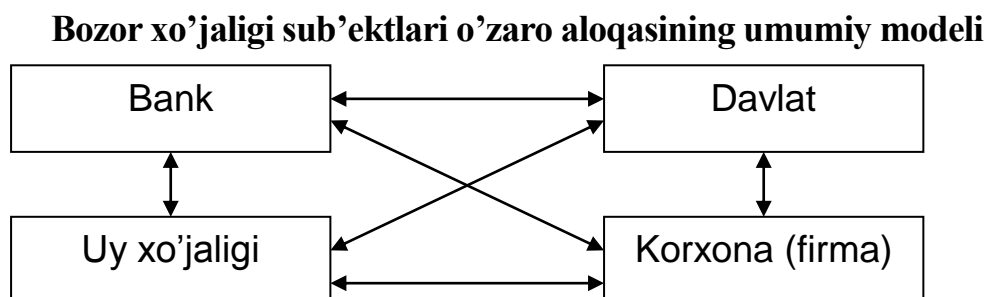 Bozor xo’jaligi sub’ektlari o’zaro aloqasining umumiy modeli
Bank
Davlat
Uy xo’jaligi
Korxona (firma)